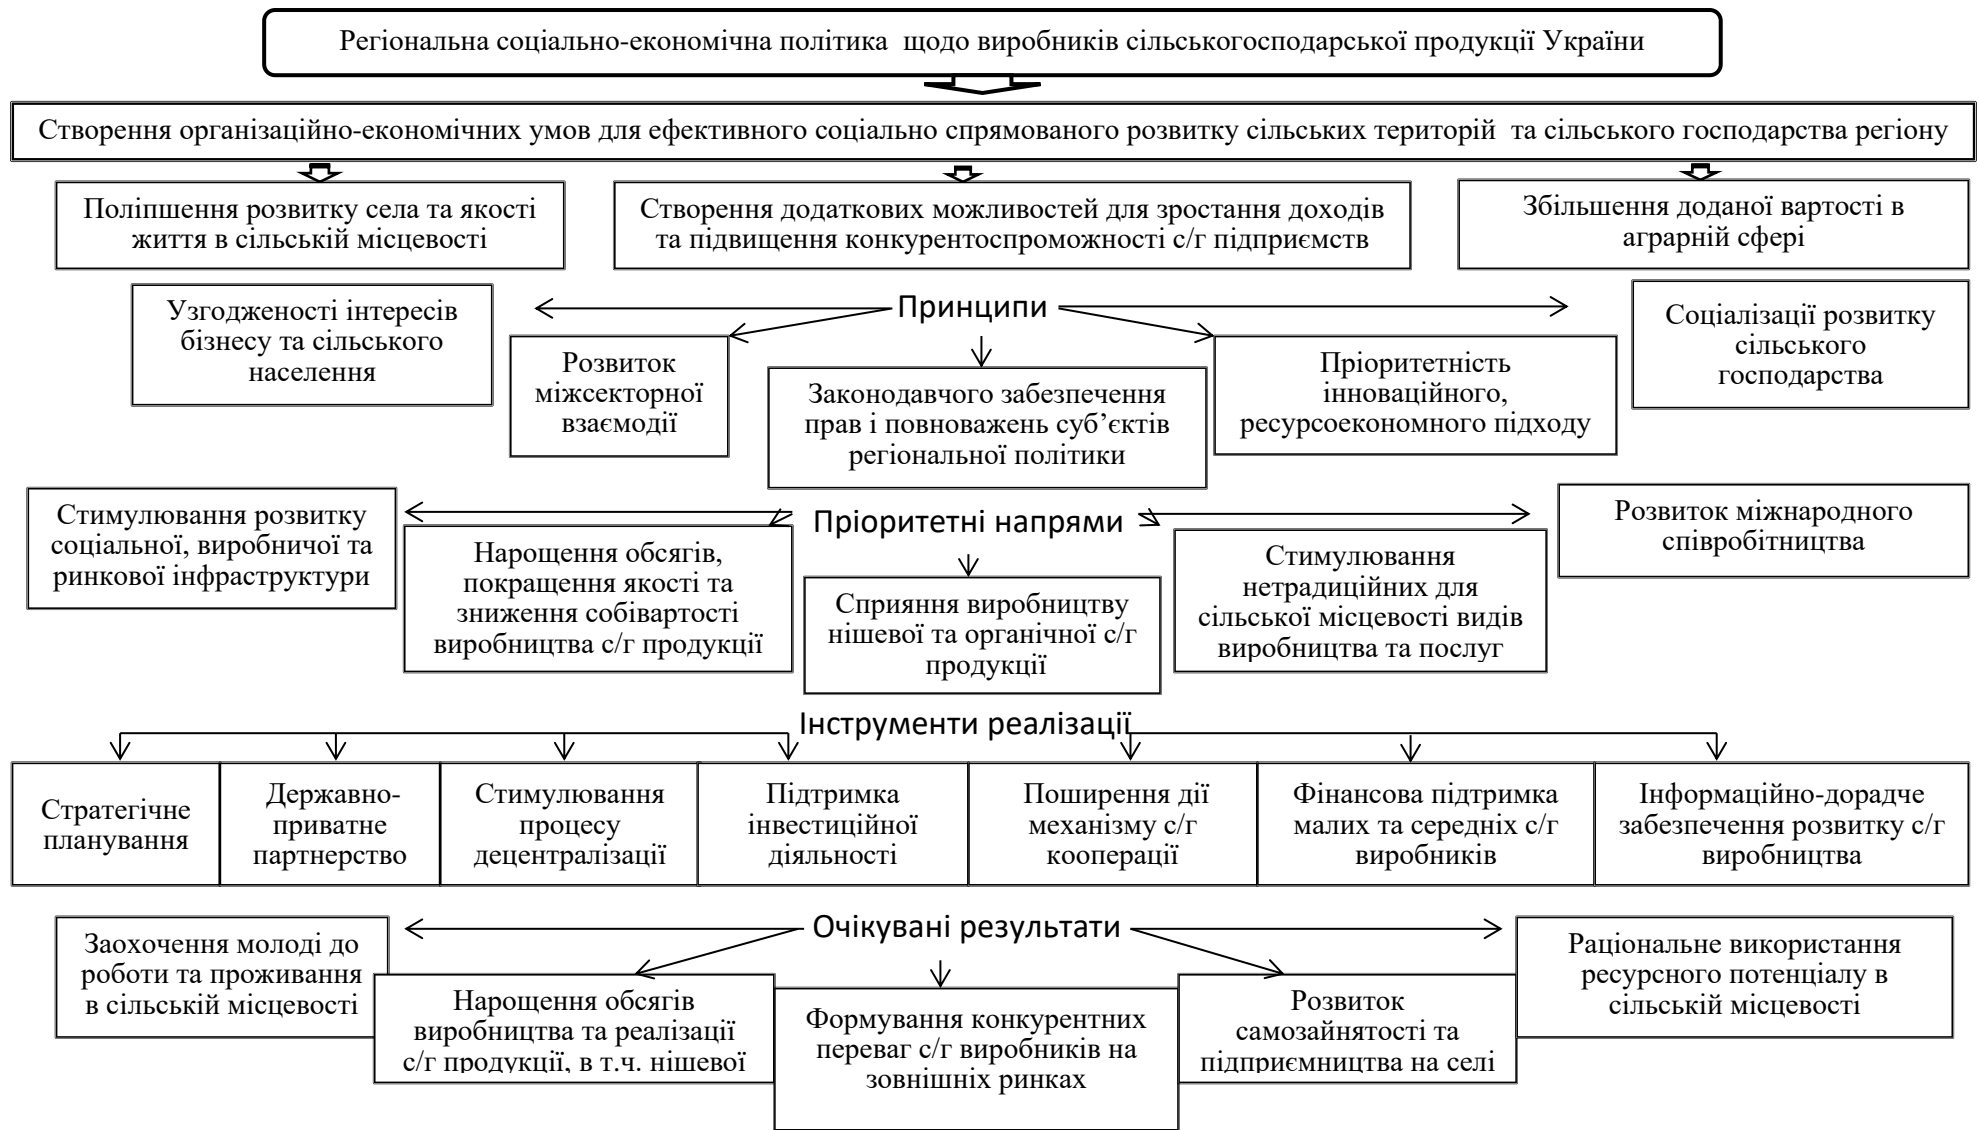 Регіональна соціально-економічна політика щодо виробників сільськогосподарської продукції України
Створення організаційно-економічних умов для ефективного соціально спрямованого розвитку сільських територій та сільського господарства регіону
Поліпшення розвитку села та якості
життя в сільській місцевості
Створення додаткових можливостей для зростання доходів
та підвищення конкурентоспроможності с/г підприємств
Збільшення доданої вартості в
аграрній сфері
Принципи
Узгодженості інтересів
бізнесу та сільського
населення
Розвиток
міжсекторної
взаємодії
Законодавчого забезпечення
прав і повноважень суб’єктів
регіональної політики
Пріоритетність
інноваційного,
ресурсоекономного підходу
Соціалізації розвитку
сільського
господарства
Пріоритетні напрями
Стимулювання розвитку
соціальної, виробничої та
ринкової інфраструктури
Нарощення обсягів,
покращення якості та
зниження собівартості
виробництва с/г продукції
Сприяння виробництву
нішевої та органічної с/г
продукції
Стимулювання
нетрадиційних для
сільської місцевості видів
виробництва та послуг
Розвиток міжнародного
співробітництва
Інструменти реалізації
Стратегічне
планування
Державно-
приватне
партнерство
Стимулювання
процесу
децентралізації
Підтримка
інвестиційної
діяльності
Поширення дії
механізму с/г
кооперації
Фінансова підтримка
малих та середніх с/г
виробників
Інформаційно-дорадче
забезпечення розвитку с/г
виробництва
Очікувані результати
Заохочення молоді до
роботи та проживання
в сільській місцевості
Нарощення обсягів
виробництва та реалізації
с/г продукції, в т.ч. нішевої
Формування конкурентних
переваг с/г виробників на
зовнішніх ринках
Розвиток
самозайнятості та
підприємництва на селі
Раціональне використання
ресурсного потенціалу в
сільській місцевості